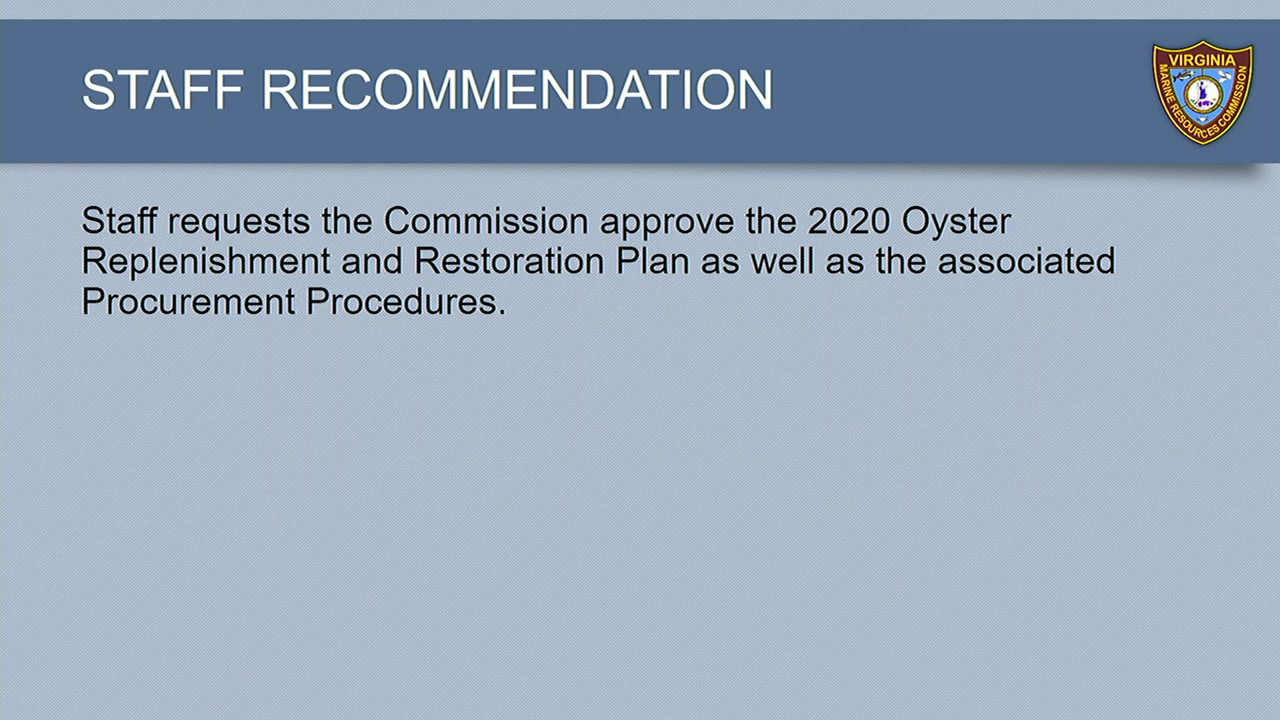 STAFF RECOMMENDATION
VIRGINIA
MARINE RESOURCES COMMISSION
Staff requests the Commission approve the 2020 Oyster
Replenishment and Restoration Plan as well as the associated
Procurement Procedures.